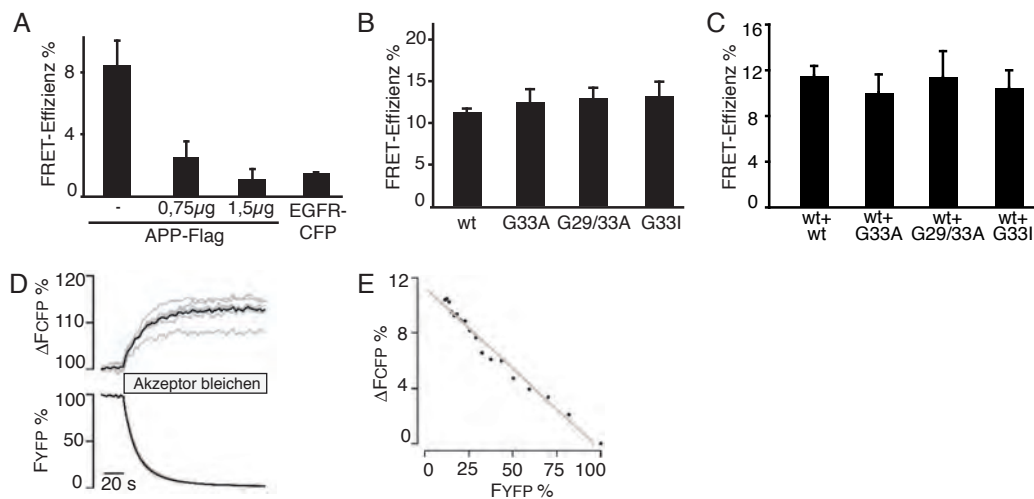 A
FRET-Effizienz %
8
4
0
- 0,75µg 1,5µg EGFR-
CFP
APP-Flag
B
FRET-Effizienz %
20
15
10
5
0
wt G33A G29/33A G33I
C
FRET-Effizienz %
16
12
8
4
0
wt+ wt+ wt+ wt+
wt G33A G29/33A G33I
D
ΔFCFP %
120
110
100
Akzeptor bleichen
FYFP %
100
50
0
20 s
E
ΔFCFP %
12
8
4
0
0 25 50 75 100
FYFP %